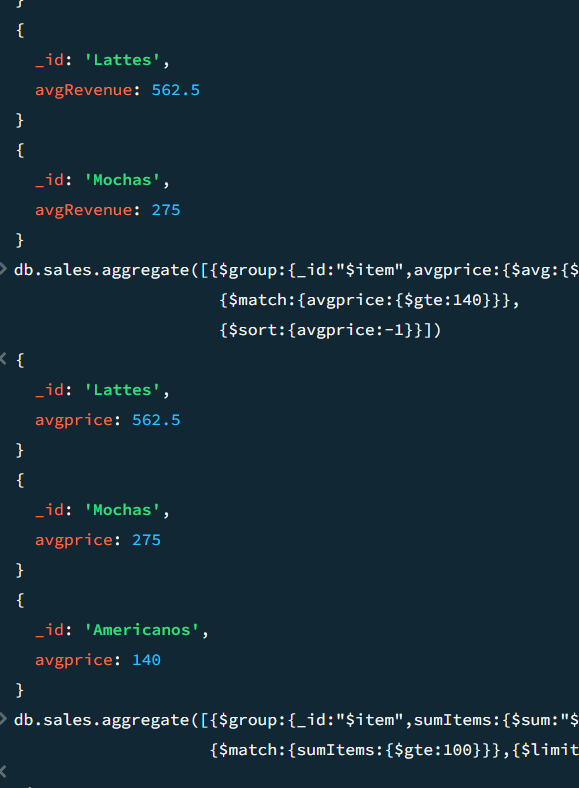 }
{
_id: 'Lattes',
avgRevenue: 562.5
}
{
_id: 'Mochas',
avgRevenue: 275
}
> db.sales.aggregate([{$group:{_id:"$item",avgprice:{$avg:{$
{$match:{avgprice:{$gte:140}}},
{$sort:{avgprice:-1}}])
< {
_id: 'Lattes',
avgprice: 562.5
}
{
_id: 'Mochas',
avgprice: 275
}
{
_id: 'Americanos',
avgprice: 140
}
> db.sales.aggregate([{$group:{_id:"$item",sumItems:{$sum:"$
{$match:{sumItems:{$gte:100}}},{$limit
<